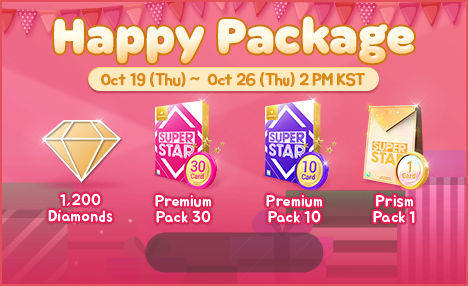 Happy Package
Oct 19 (Thu) ~ Oct 26 (Thu) 2 PM KST
SUPER
STAR
30
Card
SUPER
STAR
10
Card
SUPER
STAR
1
Card
1,200
Diamonds
Premium
Pack 30
Premium
Pack 10
Prism
Pack 1